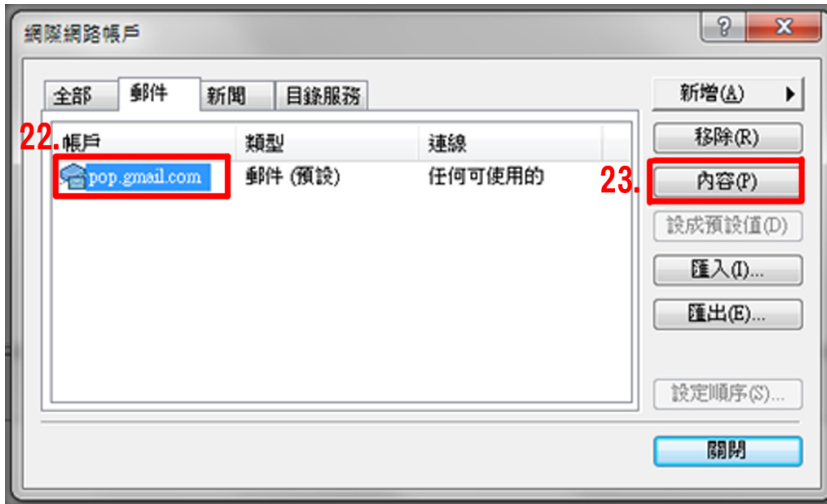 網際網路帳戶
全部 郵件 新聞 目錄服務
新增(A)
22. 帳戶 類型 連線
移除(R)
pop.gmail.com 郵件 (預設) 任何可使用的
23. 內容(P)
設成預設值(D)
匯入(I)...
匯出(E)...
設定順序(S)...
關閉